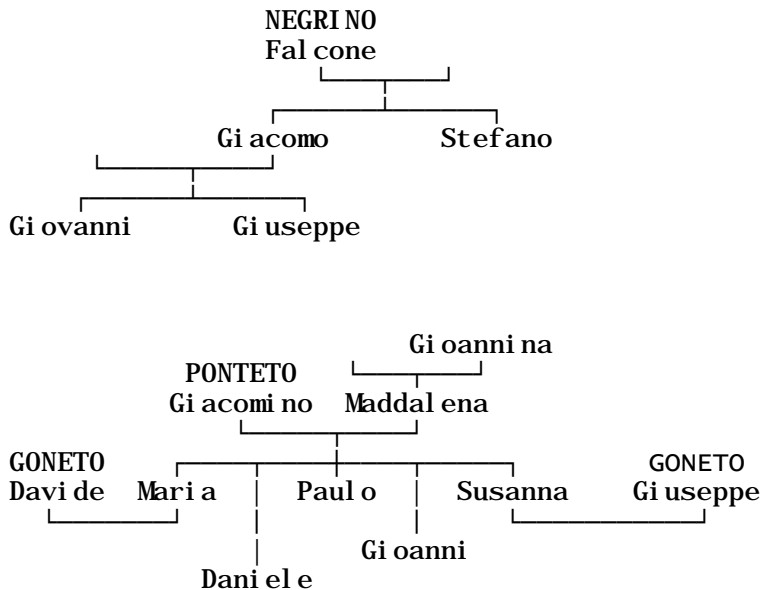 NEGRINO
Falcone
Giacomo Stefano
Giovanni Giuseppe
Gioannina
PONTETO
Giacomino Maddalena
GONETO GONETO
Davide Maria Paulo Susanna Giuseppe
Gioanni
Daniele